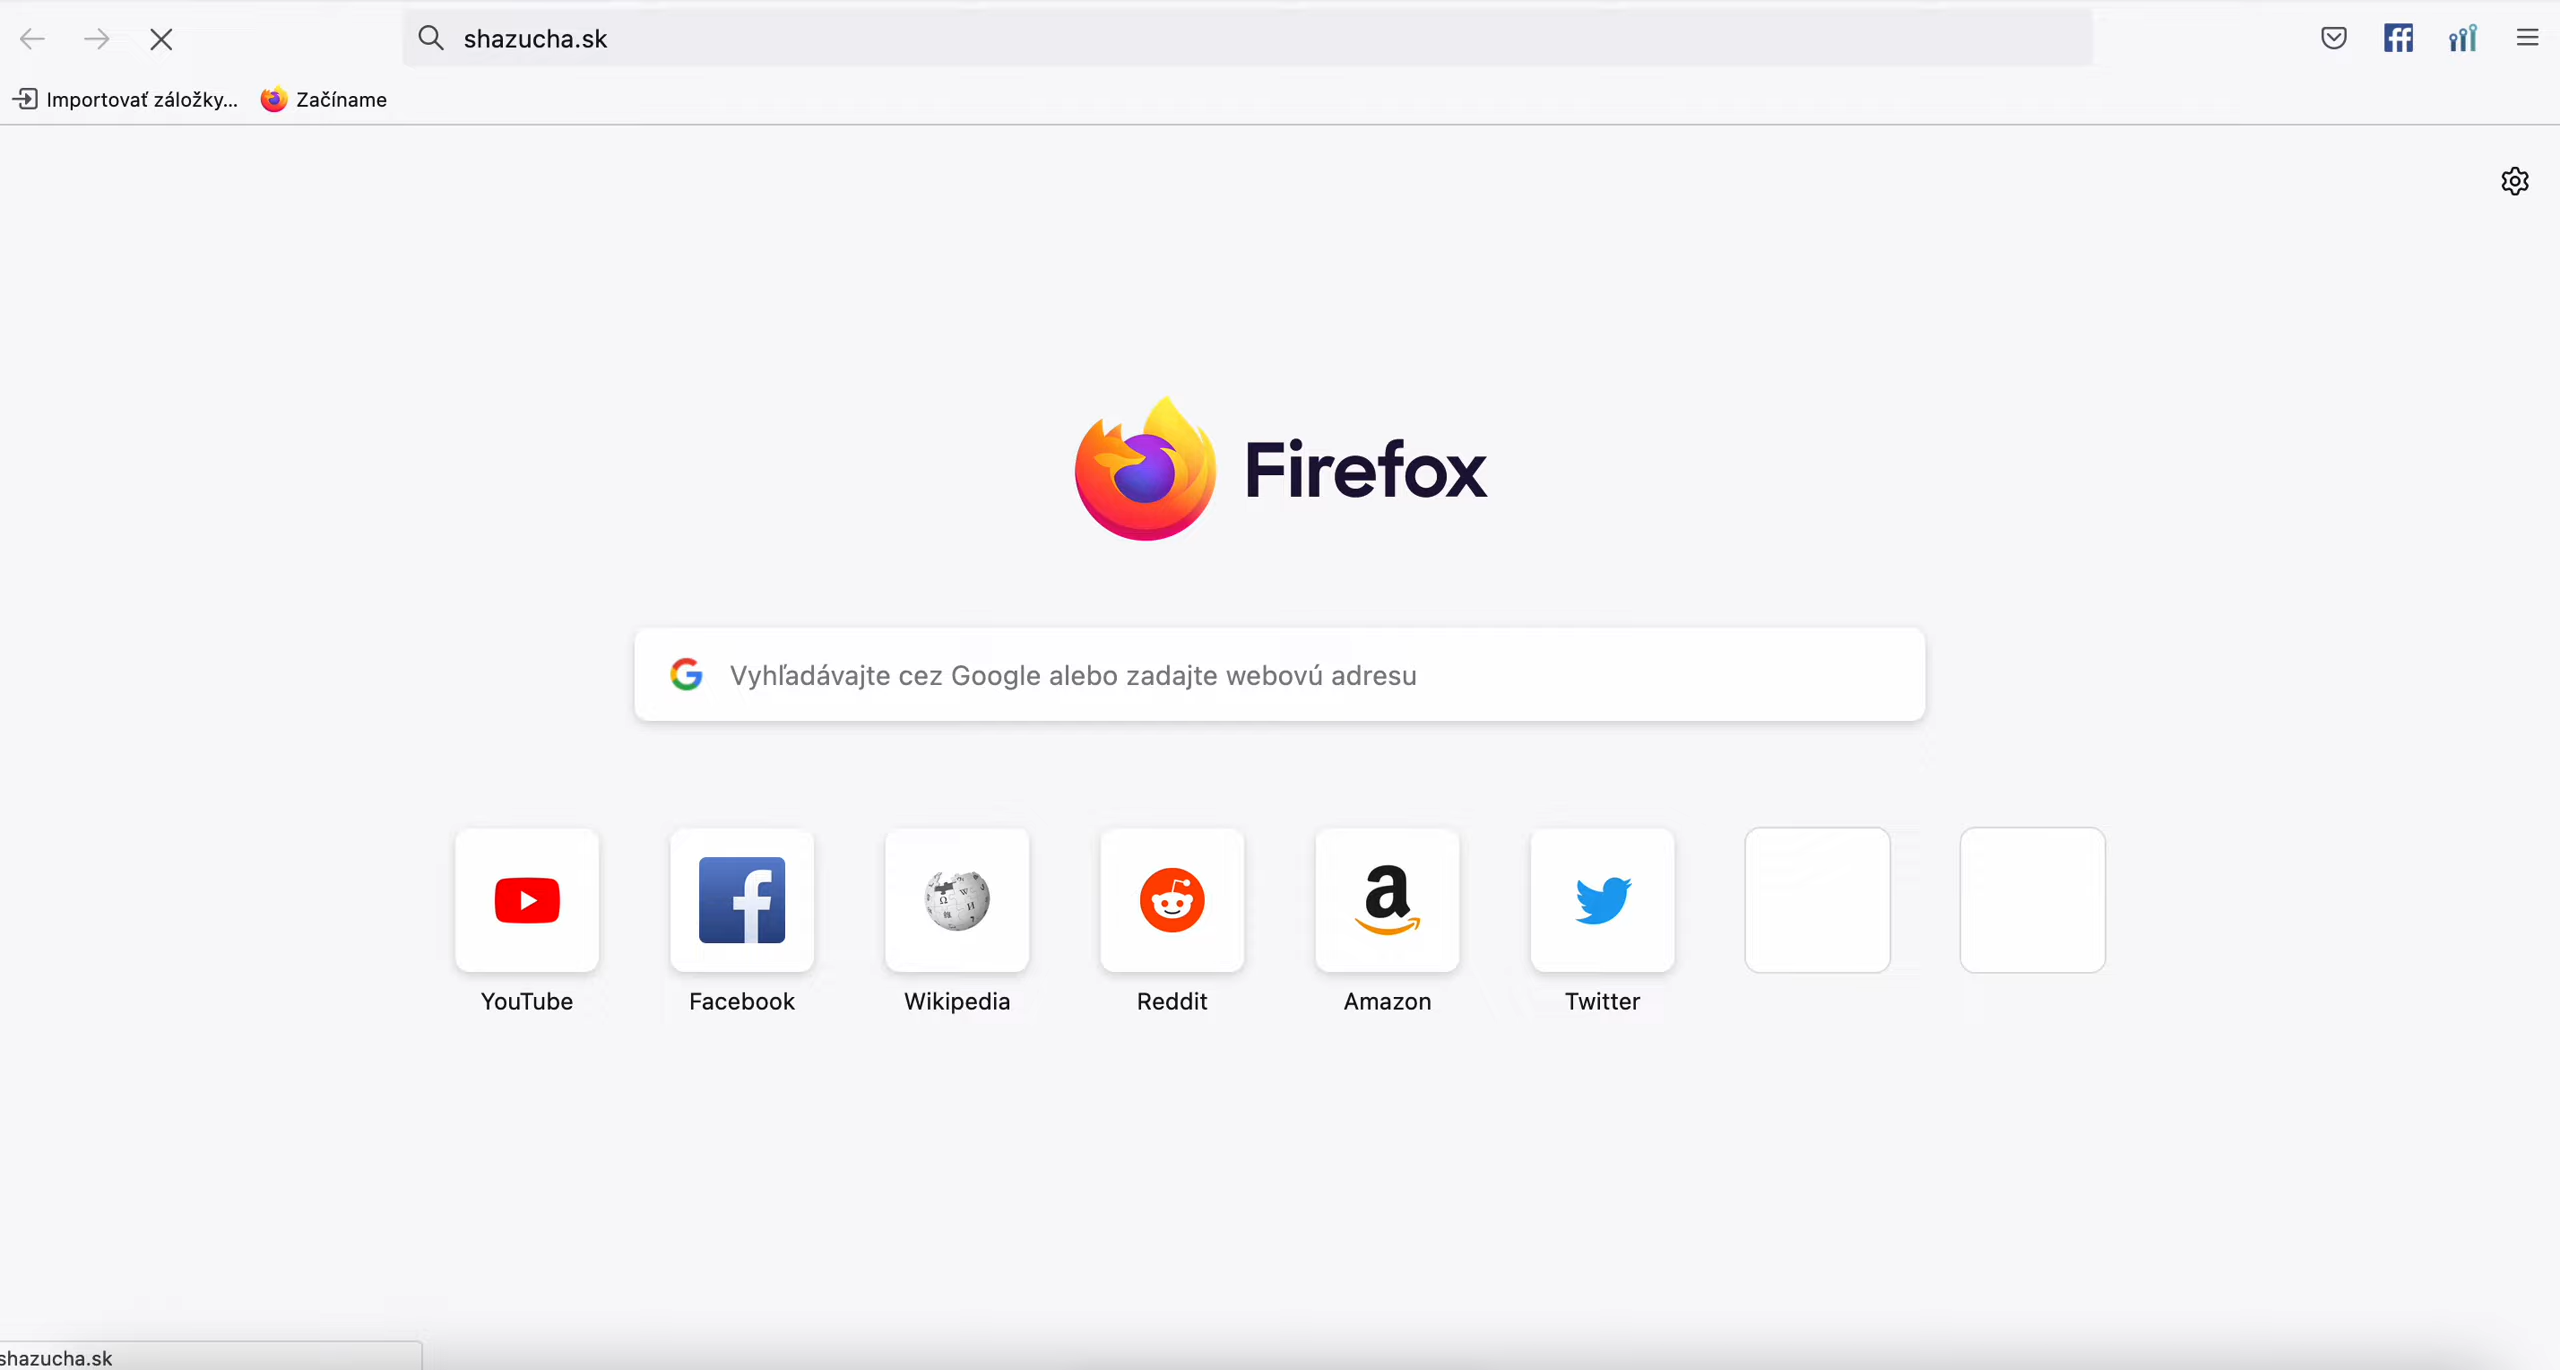 shazucha.sk
Importovať záložky...
Začíname
Firefox
Vyhľadávajte cez Google alebo zadajte webovú adresu
YouTube
Facebook
Wikipedia
Reddit
Amazon
Twitter
shazucha.sk